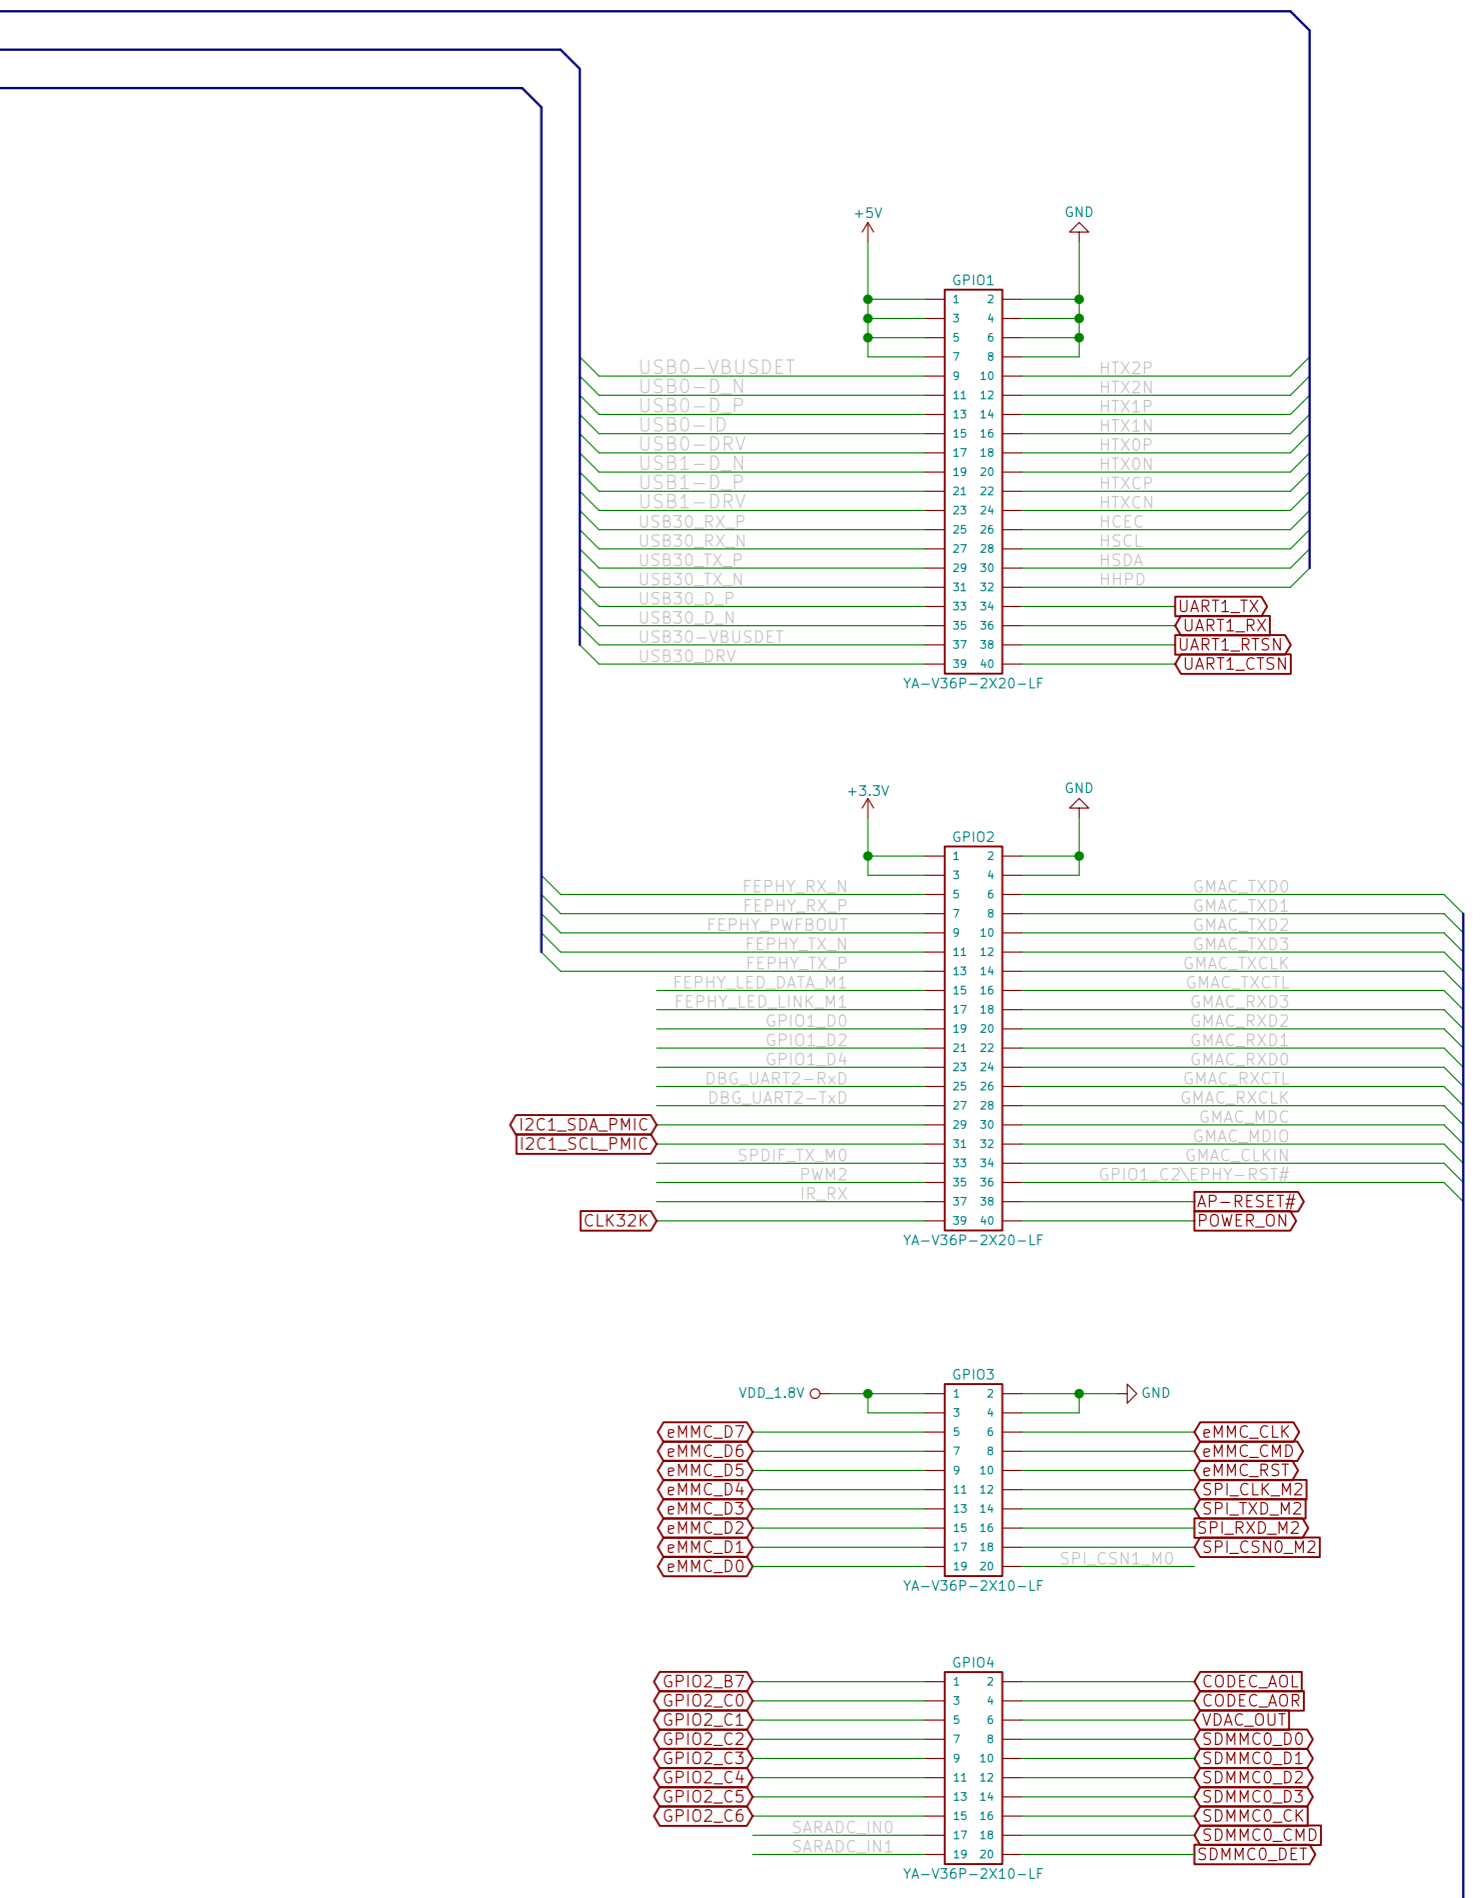 +5V GND
GPIO1
1 2
3 4
5 6
7 8
USB0-VBUSDET 9 10 HTX2P
USB0-D_N 11 12 HTX2N
USB0-D_P 13 14 HTX1P
USB0-ID 15 16 HTX1N
USB0-DRV 17 18 HTX0P
USB1-D_N 19 20 HTX0N
USB1-D_P 21 22 HTXCP
USB1-DRV 23 24 HTXCN
USB30_RX_P 25 26 HCEC
USB30_RX_N 27 28 HSCL
USB30_TX_P 29 30 HSDA
USB30_TX_N 31 32 HHPD
USB30_D_P 33 34 UART1_TX
USB30_D_N 35 36 UART1_RX
USB30-VBUSDET 37 38 UART1_RTSN
USB30_DRV 39 40 UART1_CTSN
YA-V36P-2X20-LF
+3.3V GND
GPIO2
1 2
3 4
FEPHY_RX_N 5 6 GMAC_TXD0
FEPHY_RX_P 7 8 GMAC_TXD1
FEPHY_PWFBOUT 9 10 GMAC_TXD2
FEPHY_TX_N 11 12 GMAC_TXD3
FEPHY_TX_P 13 14 GMAC_TXCLK
FEPHY_LED_DATA_M1 15 16 GMAC_TXCTL
FEPHY_LED_LINK_M1 17 18 GMAC_RXD3
GPIO1_D0 19 20 GMAC_RXD2
GPIO1_D2 21 22 GMAC_RXD1
GPIO1_D4 23 24 GMAC_RXD0
DBG_UART2-RxD 25 26 GMAC_RXCTL
DBG_UART2-TxD 27 28 GMAC_RXCLK
I2C1_SDA_PMIC 29 30 GMAC_MDC
I2C1_SCL_PMIC 31 32 GMAC_MDIO
SPDIF_TX_M0 33 34 GMAC_CLKIN
PWM2 35 36 GPIO1_C2\EPHY-RST#
IR_RX 37 38 AP-RESET#
CLK32K 39 40 POWER_ON
YA-V36P-2X20-LF
GPIO3
VDD_1.8V 1 2 GND
3 4
eMMC_D7 5 6 eMMC_CLK
eMMC_D6 7 8 eMMC_CMD
eMMC_D5 9 10 eMMC_RST
eMMC_D4 11 12 SPI_CLK_M2
eMMC_D3 13 14 SPI_TXD_M2
eMMC_D2 15 16 SPI_RXD_M2
eMMC_D1 17 18 SPI_CSN0_M2
eMMC_D0 19 20 SPI_CSN1_M0
YA-V36P-2X10-LF
GPIO4
GPIO2_B7 1 2 CODEC_AOL
GPIO2_C0 3 4 CODEC_AOR
GPIO2_C1 5 6 VDAC_OUT
GPIO2_C2 7 8 SDMMC0_D0
GPIO2_C3 9 10 SDMMC0_D1
GPIO2_C4 11 12 SDMMC0_D2
GPIO2_C5 13 14 SDMMC0_D3
GPIO2_C6 15 16 SDMMC0_CK
SARADC_IN0 17 18 SDMMC0_CMD
SARADC_IN1 19 20 SDMMC0_DET
YA-V36P-2X10-LF